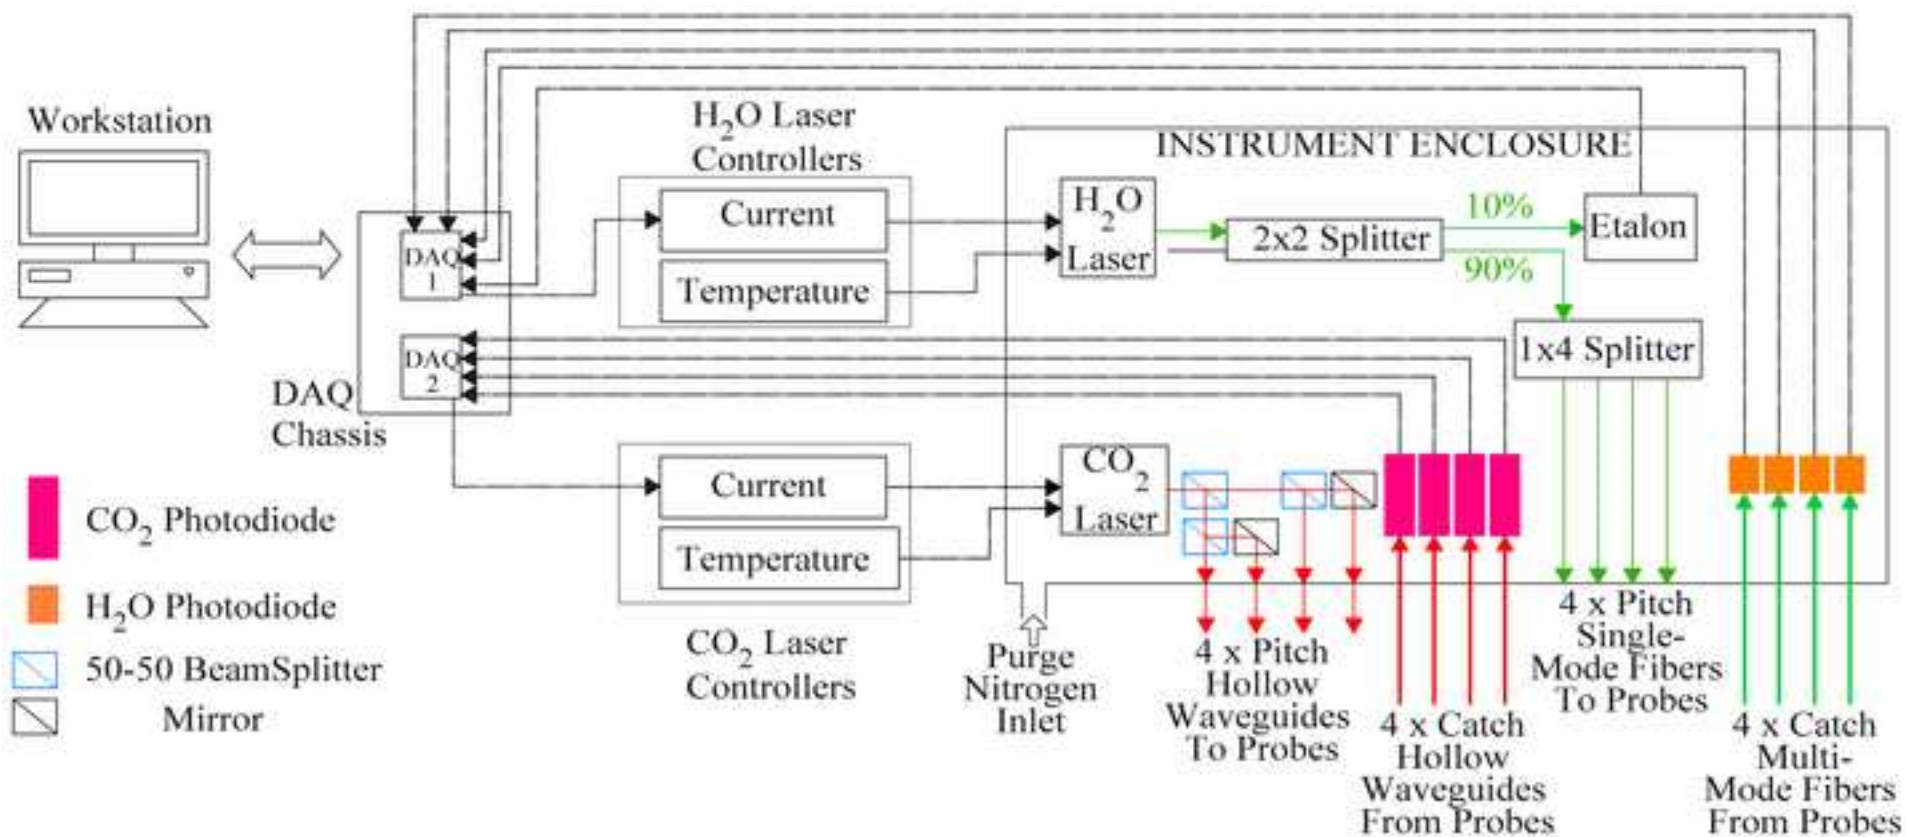 Workstation
DAQ
1
DAQ
2
DAQ
Chassis
H₂O Laser
Controllers
Current
Temperature
CO₂ Laser
Controllers
Current
Temperature
INSTRUMENT ENCLOSURE
H₂O
Laser
2x2 Splitter
10%
90%
Etalon
1x4 Splitter
CO₂
Laser
CO₂ Photodiode
H₂O Photodiode
50-50 BeamSplitter
Mirror
Purge
Nitrogen
Inlet
4 x Pitch
Hollow
Waveguides
To Probes
4 x Catch
Hollow
Waveguides
From Probes
4 x Pitch
Single-
Mode Fibers
To Probes
4 x Catch
Multi-
Mode Fibers
From Probes